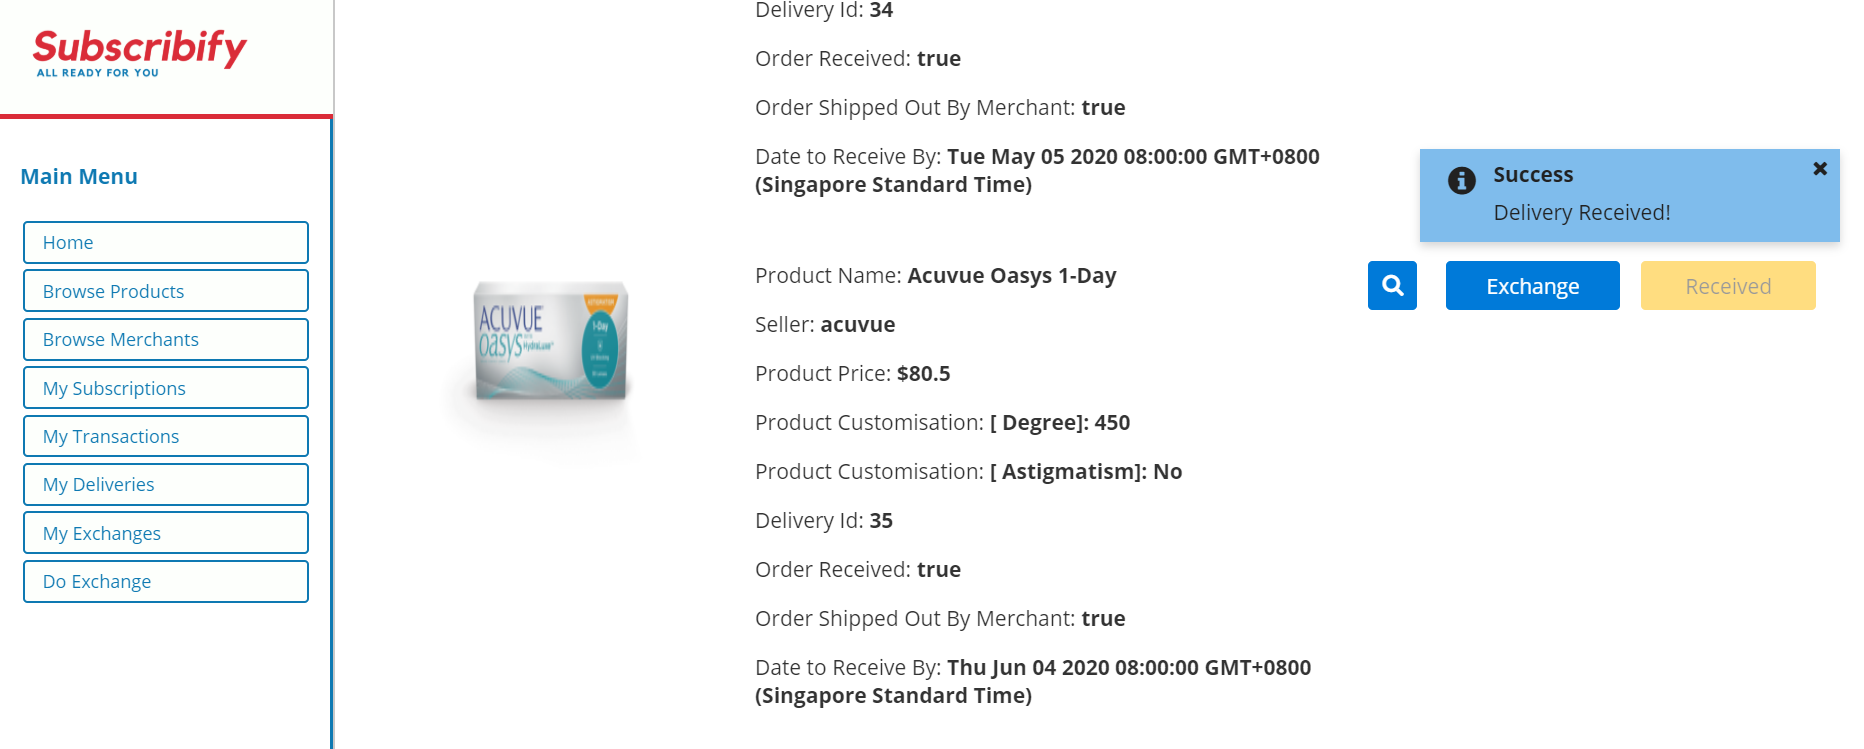 Subscribify
ALL READY FOR YOU
Main Menu
Home
Browse Products
Browse Merchants
My Subscriptions
My Transactions
My Deliveries
My Exchanges
Do Exchange
Delivery Id: 34
Order Received: true
Order Shipped Out By Merchant: true
Date to Receive By: Tue May 05 2020 08:00:00 GMT+0800
(Singapore Standard Time)
Success
Delivery Received!
ACUVUE
oasys
1-Day
HydraLuxe
Product Name: Acuvue Oasys 1-Day
Exchange
Received
Seller: acuvue
Product Price: $80.5
Product Customisation: [ Degree]: 450
Product Customisation: [ Astigmatism]: No
Delivery Id: 35
Order Received: true
Order Shipped Out By Merchant: true
Date to Receive By: Thu Jun 04 2020 08:00:00 GMT+0800
(Singapore Standard Time)